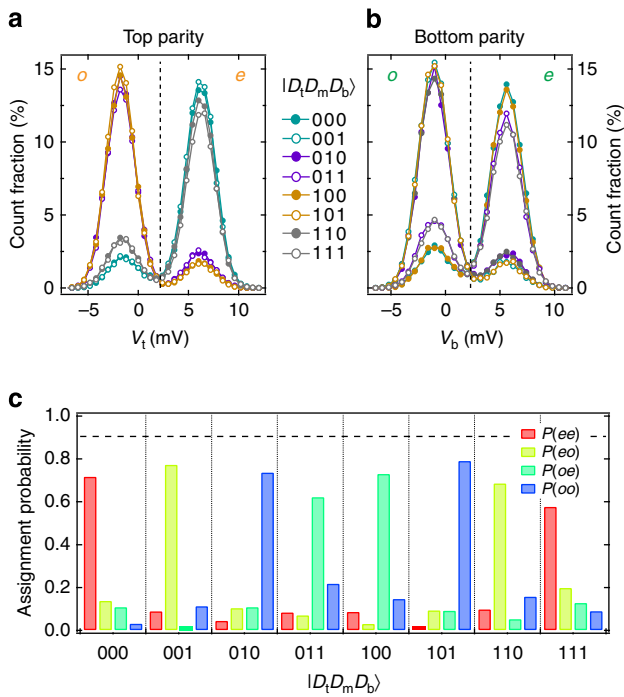 a
Top parity
b
Bottom parity
o
e
|DtDmDb⟩
o
e
15
10
5
0
Count fraction (%)
000
001
010
011
100
101
110
111
15
10
5
0
Count fraction (%)
−5 0 5 10
Vt (mV)
−5 0 5 10
Vb (mV)
c
1.0
0.8
0.6
0.4
0.2
0.0
Assignment probability
P(ee)
P(eo)
P(oe)
P(oo)
000 001 010 011 100 101 110 111
|DtDmDb⟩